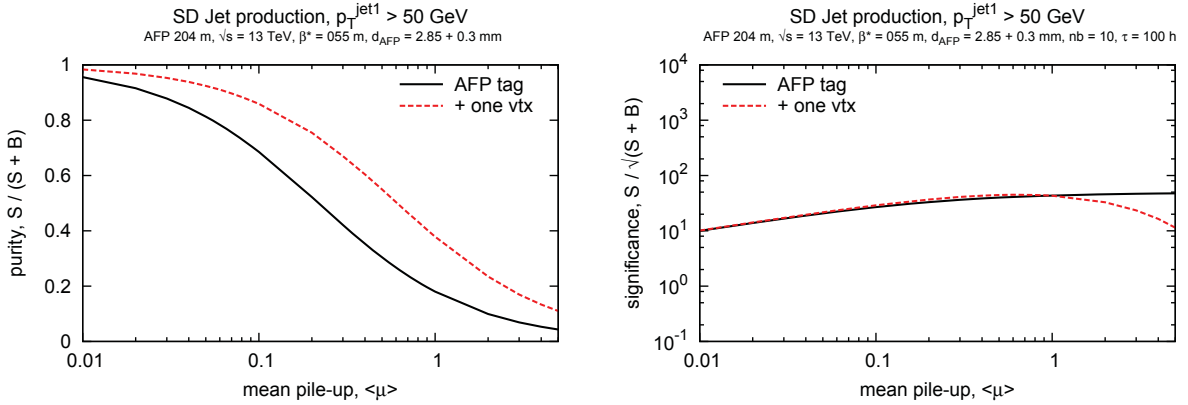 SD Jet production, p_T^jet1 > 50 GeV
AFP 204 m, √s = 13 TeV, β* = 055 m, d_AFP = 2.85 + 0.3 mm
purity, S / (S + B)
1
0.8
0.6
0.4
0.2
0
AFP tag
+ one vtx
0.01 0.1 1
mean pile-up, <μ>
SD Jet production, p_T^jet1 > 50 GeV
AFP 204 m, √s = 13 TeV, β* = 055 m, d_AFP = 2.85 + 0.3 mm, nb = 10, τ = 100 h
significance, S / √(S + B)
10^4
10^3
10^2
10^1
10^0
10^-1
AFP tag
+ one vtx
0.01 0.1 1
mean pile-up, <μ>